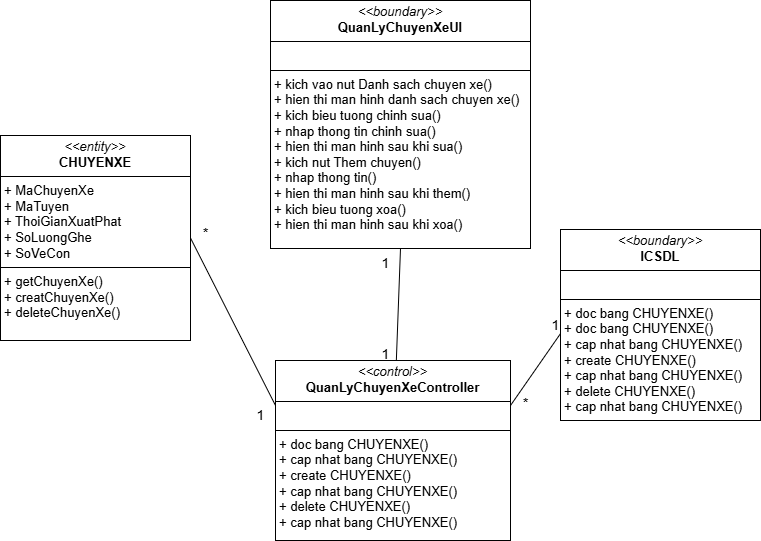 <<boundary>>
QuanLyChuyenXeUI
+ kich vao nut Danh sach chuyen xe()
+ hien thi man hinh danh sach chuyen xe()
+ kich bieu tuong chinh sua()
+ nhap thong tin chinh sua()
+ hien thi man hinh sau khi sua()
+ kich nut Them chuyen()
+ nhap thong tin()
+ hien thi man hinh sau khi them()
+ kich bieu tuong xoa()
+ hien thi man hinh sau khi xoa()
<<entity>>
CHUYENXE
+ MaChuyenXe
+ MaTuyen
+ ThoiGianXuatPhat
+ SoLuongGhe
+ SoVeCon
+ getChuyenXe()
+ creatChuyenXe()
+ deleteChuyenXe()
*
1
1
1
<<boundary>>
ICSDL
+ doc bang CHUYENXE()
+ doc bang CHUYENXE()
+ cap nhat bang CHUYENXE()
+ create CHUYENXE()
+ cap nhat bang CHUYENXE()
+ delete CHUYENXE()
+ cap nhat bang CHUYENXE()
1
*
<<control>>
QuanLyChuyenXeController
+ doc bang CHUYENXE()
+ cap nhat bang CHUYENXE()
+ create CHUYENXE()
+ cap nhat bang CHUYENXE()
+ delete CHUYENXE()
+ cap nhat bang CHUYENXE()